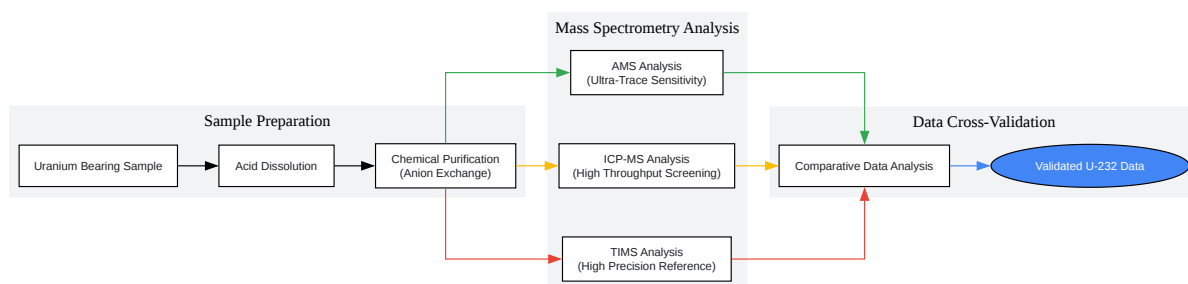 Mass Spectrometry Analysis
AMS Analysis
(Ultra-Trace Sensitivity)
Sample Preparation
Data Cross-Validation
Uranium Bearing Sample
Acid Dissolution
Chemical Purification
(Anion Exchange)
ICP-MS Analysis
(High Throughput Screening)
Comparative Data Analysis
Validated U-232 Data
TIMS Analysis
(High Precision Reference)